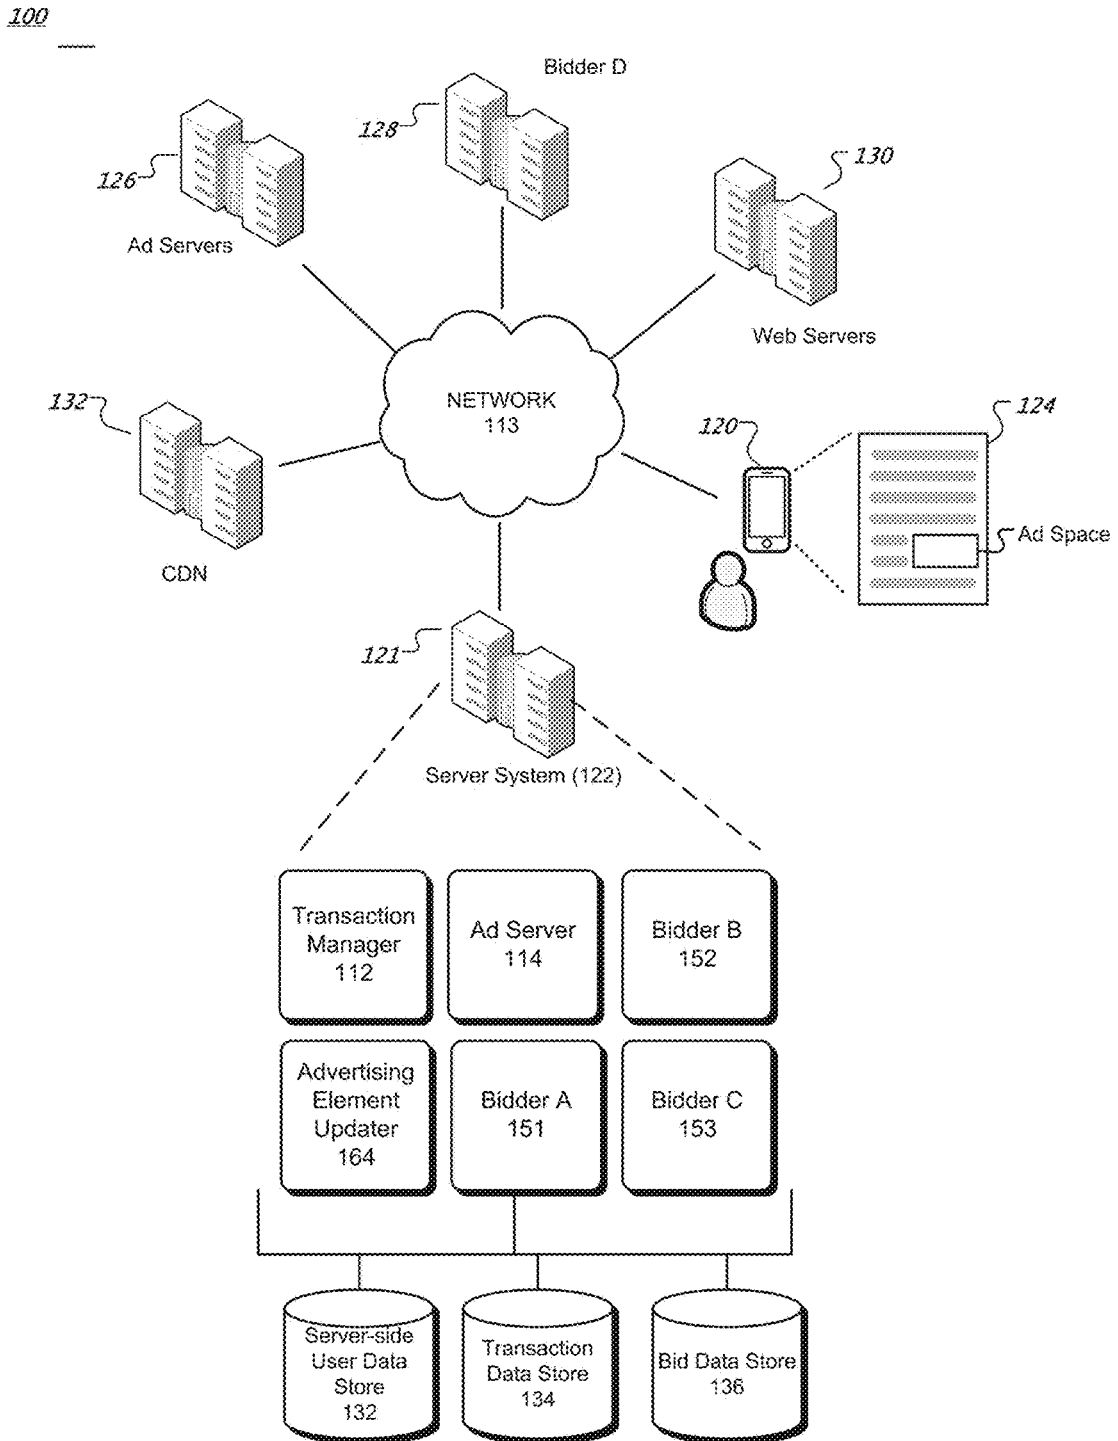 100
Bidder D
128
130
126
Ad Servers
Web Servers
132
NETWORK
113
120
124
Ad Space
CDN
121
Server System (122)
Transaction
Manager
112
Ad Server
114
Bidder B
152
Advertising
Element
Updater
164
Bidder A
151
Bidder C
153
Server-side
User Data
Store
132
Transaction
Data Store
134
Bid Data Store
136